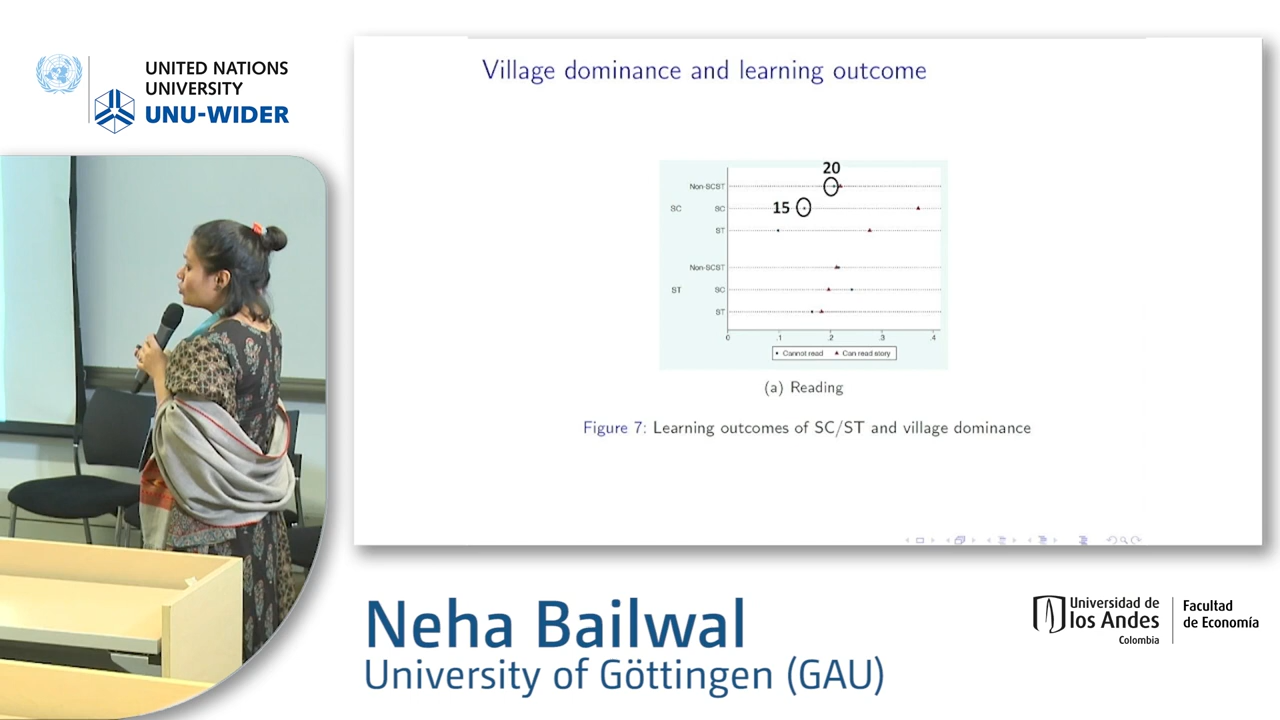 UNITED NATIONS
UNIVERSITY
UNU-WIDER
Village dominance and learning outcome
20
Non-SCST
15
SC
SC
ST
Non-SCST
ST
SC
ST
0
.1
.2
.3
.4
Cannot read
Can read story
(a) Reading
Figure 7: Learning outcomes of SC/ST and village dominance
Neha Bailwal
University of Göttingen (GAU)
Universidad de
los Andes
Colombia
Facultad
de Economía